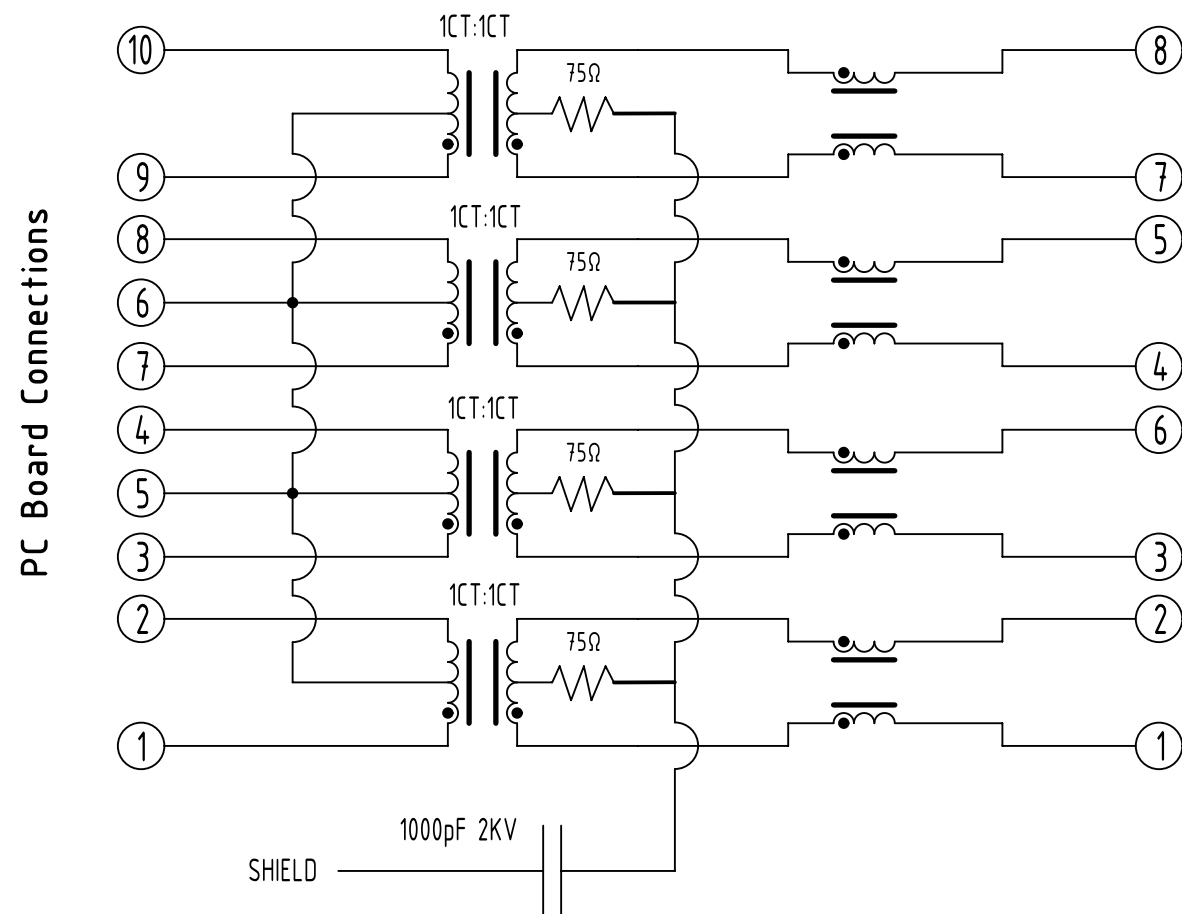 1CT:1CT
10
75Ω
8
9
7
1CT:1CT
8
75Ω
5
6
7
4
1CT:1CT
4
75Ω
6
5
3
3
1CT:1CT
2
75Ω
2
1
1
1000pF 2KV
SHIELD
PC Board Connections